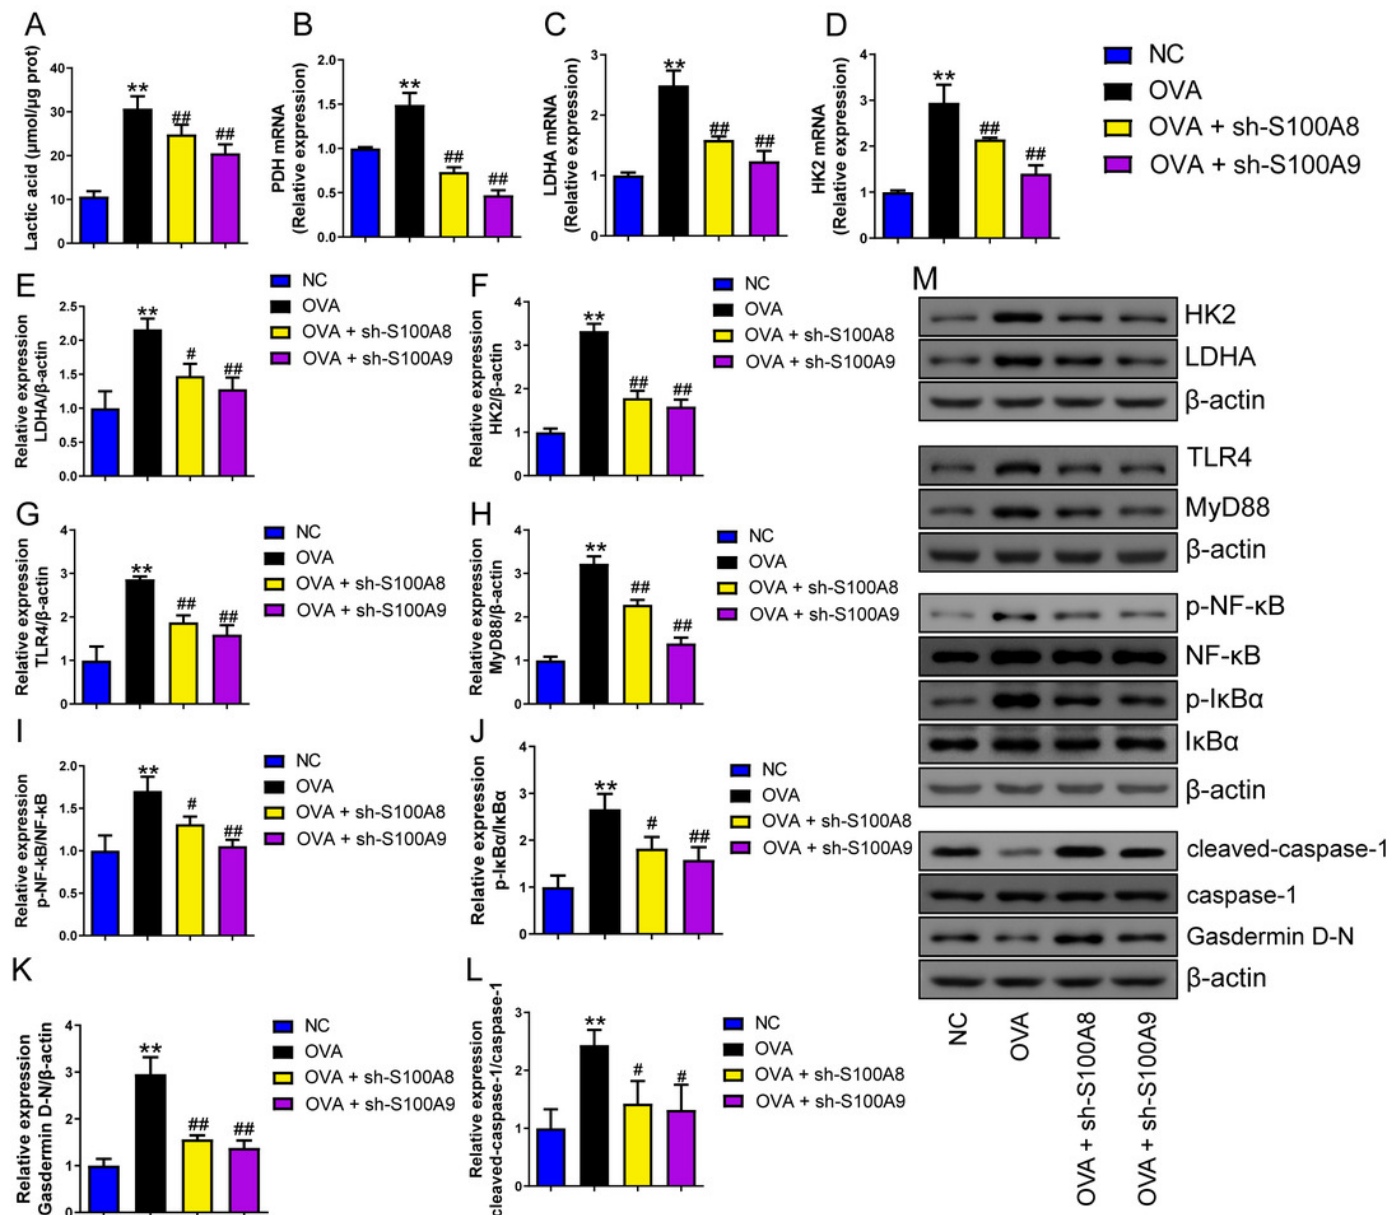 A
Lactic acid (μmol/μg prot)
40
30
20
10
0
**
##
##
B
PDH mRNA
(Relative expression)
2.0
1.5
1.0
0.5
0.0
**
##
##
C
LDHA mRNA
(Relative expression)
3
2
1
0
**
##
##
D
HK2 mRNA
(Relative expression)
4
3
2
1
0
**
##
##
NC
OVA
OVA + sh-S100A8
OVA + sh-S100A9
E
Relative expression
LDHA/β-actin
2.5
2.0
1.5
1.0
0.5
0.0
**
#
##
NC
OVA
OVA + sh-S100A8
OVA + sh-S100A9
F
Relative expression
HK2/β-actin
4
3
2
1
0
**
##
##
NC
OVA
OVA + sh-S100A8
OVA + sh-S100A9
G
Relative expression
TLR4/β-actin
4
3
2
1
0
**
##
##
NC
OVA
OVA + sh-S100A8
OVA + sh-S100A9
H
Relative expression
MyD88/β-actin
4
3
2
1
0
**
##
##
NC
OVA
OVA + sh-S100A8
OVA + sh-S100A9
I
Relative expression
p-NF-kB/NF-kB
2.0
1.5
1.0
0.5
0.0
**
#
##
NC
OVA
OVA + sh-S100A8
OVA + sh-S100A9
J
Relative expression
p-IκBα/IκBα
4
3
2
1
0
**
#
##
NC
OVA
OVA + sh-S100A8
OVA + sh-S100A9
K
Relative expression
Gasdermin D-N/β-actin
4
3
2
1
**
##
##
NC
OVA
OVA + sh-S100A8
OVA + sh-S100A9
L
Relative expression
cleaved-caspase-1/caspase-1
3
2
1
0
**
#
#
NC
OVA
OVA + sh-S100A8
OVA + sh-S100A9
M
HK2
LDHA
β-actin
TLR4
MyD88
β-actin
p-NF-κB
NF-κB
p-IκBα
IκBα
β-actin
cleaved-caspase-1
caspase-1
Gasdermin D-N
β-actin
NC
OVA
OVA + sh-S100A8
OVA + sh-S100A9